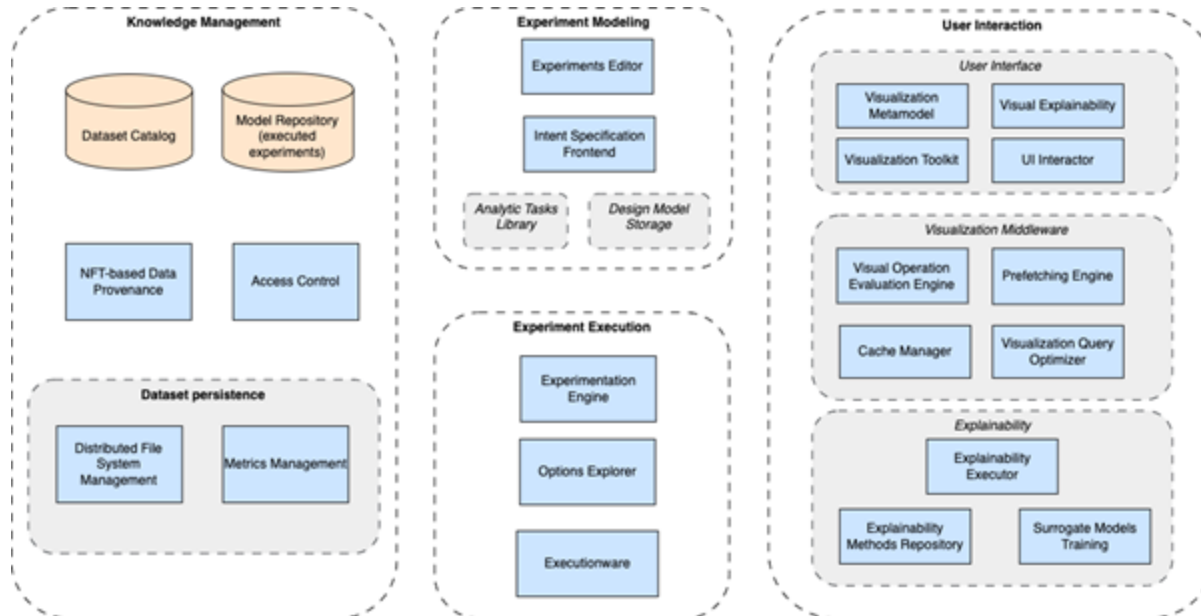 Knowledge Management
Dataset Catalog
Model Repository
(executed
experiments)
NFT-based Data
Provenance
Access Control
Dataset persistence
Distributed File
System
Management
Metrics Management
Experiment Modeling
Experiments Editor
Intent Specification
Frontend
Analytic Tasks
Library
Design Model
Storage
Experiment Execution
Experimentation
Engine
Options Explorer
Executionware
User Interaction
User Interface
Visualization
Metamodel
Visual Explainability
Visualization Toolkit
UI Interactor
Visualization Middleware
Visual Operation
Evaluation Engine
Prefetching Engine
Cache Manager
Visualization Query
Optimizer
Explainability
Explainability
Executor
Explainability
Methods Repository
Surrogate Models
Training